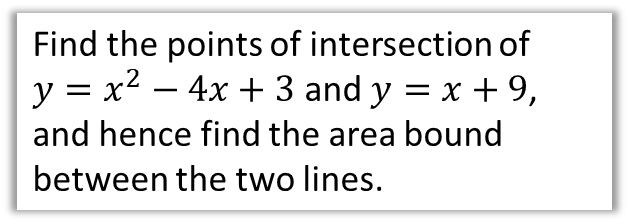 Find the points of intersection of
y = x² − 4x + 3 and y = x + 9,
and hence find the area bound
between the two lines.